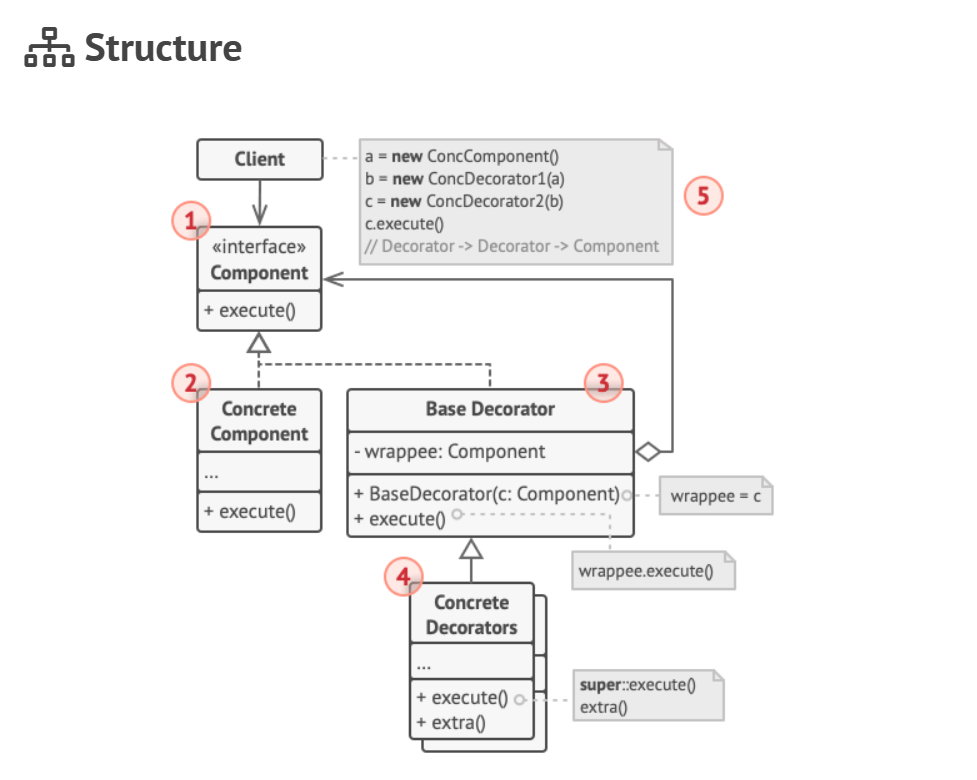 Structure
Client
a = new ConcComponent()
b = new ConcDecorator1(a)
c = new ConcDecorator2(b)
c.execute()
// Decorator -> Decorator -> Component
5
1
«interface»
Component
+ execute()
2
Concrete
Component
...
+ execute()
3
Base Decorator
- wrappee: Component
+ BaseDecorator(c: Component)
+ execute()
wrappee = c
wrappee.execute()
4
Concrete
Decorators
...
+ execute()
+ extra()
super::execute()
extra()